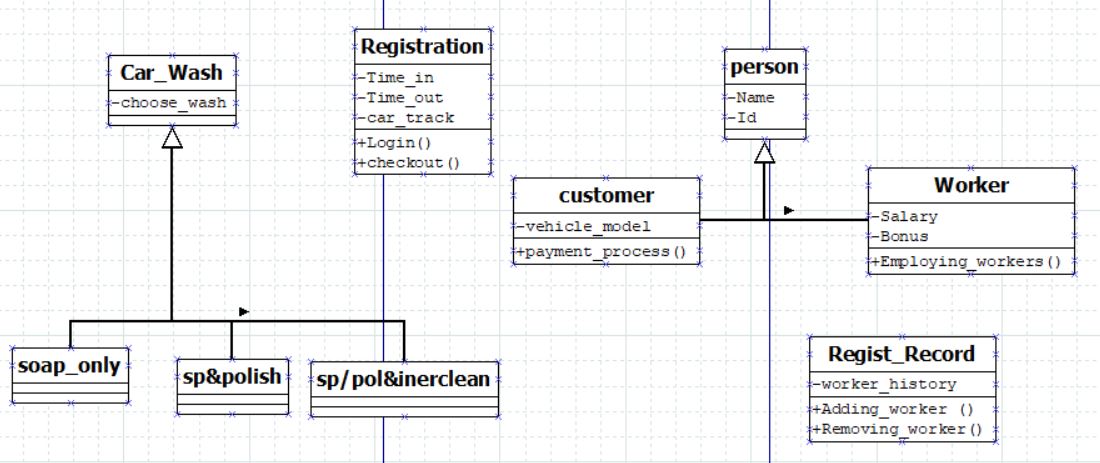 Car_Wash
-choose_wash
Registration
-Time_in
-Time_out
-car_track
+Login()
+checkout()
person
-Name
-Id
customer
-vehicle_model
+payment_process()
Worker
-Salary
-Bonus
+Employing_workers()
soap_only
sp&polish
sp/pol&inerclean
Regist_Record
-worker_history
+Adding_worker ()
+Removing_worker()